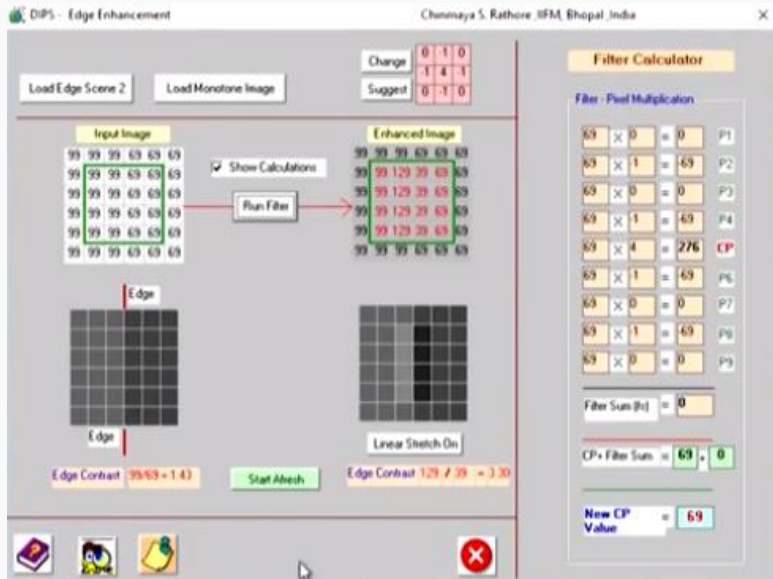 DIPS - Edge Enhancement
Chinmaya S. Rathore ,IIFM, Bhopal ,India
X
Load Edge Scene 2
Load Monotone Image
Change
Suggest
0 -1 0
-1 4 -1
0 -1 0
Input Image
99 99 99 69 69 69
99 99 99 69 69 69
99 99 99 69 69 69
99 99 99 69 69 69
99 99 99 69 69 69
99 99 99 69 69 69
Show Calculations
Run Filter
Enhanced Image
99 99 99 69 69 69
99 99 129 39 69 69
99 99 129 39 69 69
99 99 129 39 69 69
99 99 129 39 69 69
99 99 99 69 69 69
Edge
Edge
Edge Contrast 99/69 = 1.43
Start Afresh
Linear Stretch On
Edge Contrast 129 / 39 = 3.30
Filter Calculator
Filter - Pixel Multiplication
69 X 0 = 0 P1
69 X -1 = -69 P2
69 X 0 = 0 P3
69 X -1 = -69 P4
69 X 4 = 276 CP
69 X -1 = -69 P6
69 X 0 = 0 P7
69 X -1 = -69 P8
69 X 0 = 0 P9
Filter Sum (fs) = 0
CP+ Filter Sum = 69 + 0
New CP Value = 69